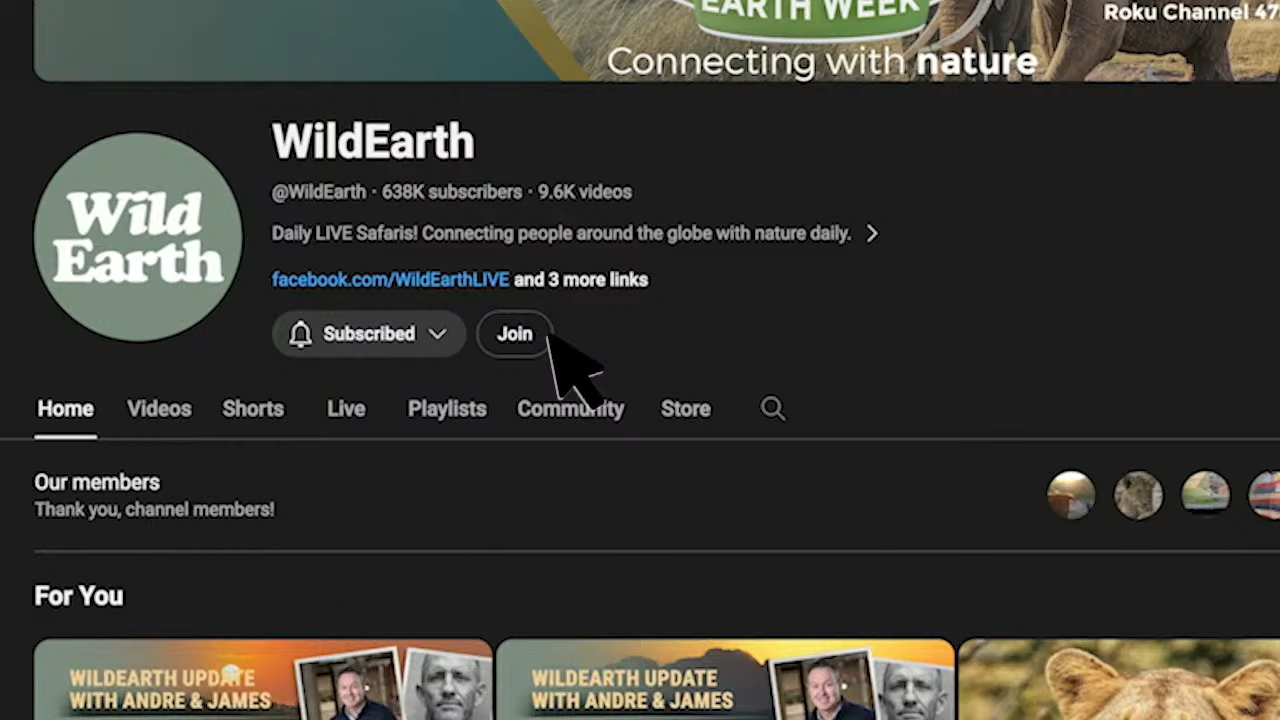 EARTH WEEK
Roku Channel 47
Connecting with nature
Wild
Earth
WildEarth
@WildEarth · 638K subscribers · 9.6K videos
Daily LIVE Safaris! Connecting people around the globe with nature daily.
facebook.com/WildEarthLIVE and 3 more links
Subscribed
Join
Home Videos Shorts Live Playlists Community Store
Our members
Thank you, channel members!
For You
WILDEARTH UPDATE
WITH ANDRE & JAMES
WILDEARTH UPDATE
WITH ANDRE & JAMES